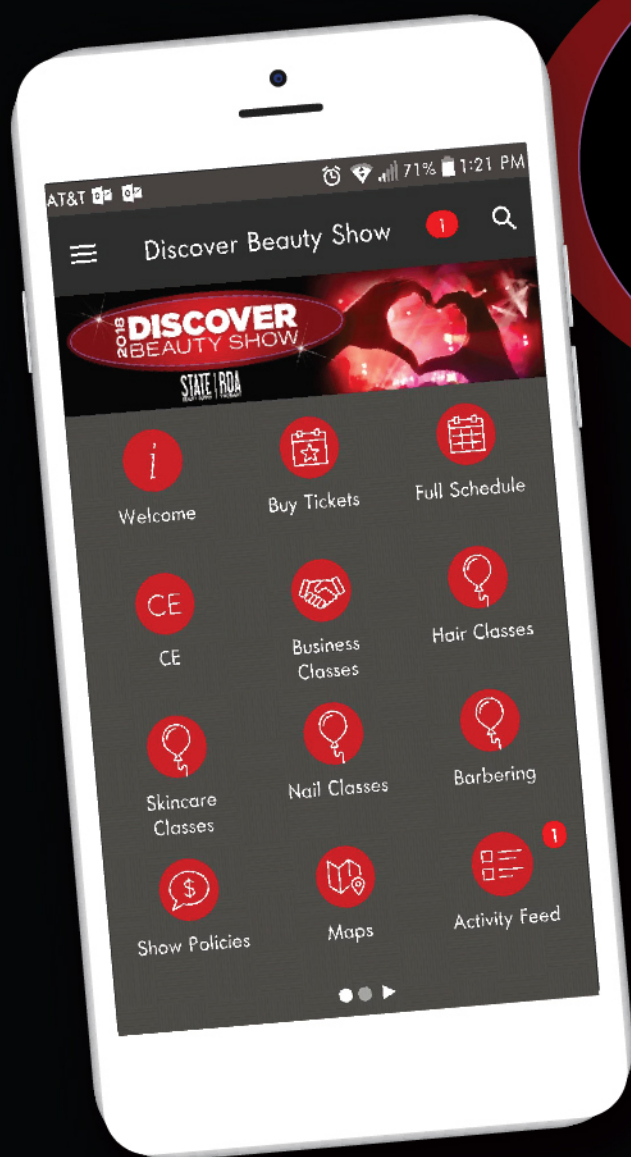 AT&T
71% 1:21 PM
Discover Beauty Show 1
2018 DISCOVER
BEAUTY SHOW
STATE | RDA
i
Welcome
Buy Tickets
Full Schedule
CE
CE
Business
Classes
Hair Classes
Skincare
Classes
Nail Classes
Barbering
$
Show Policies
Maps
1
Activity Feed